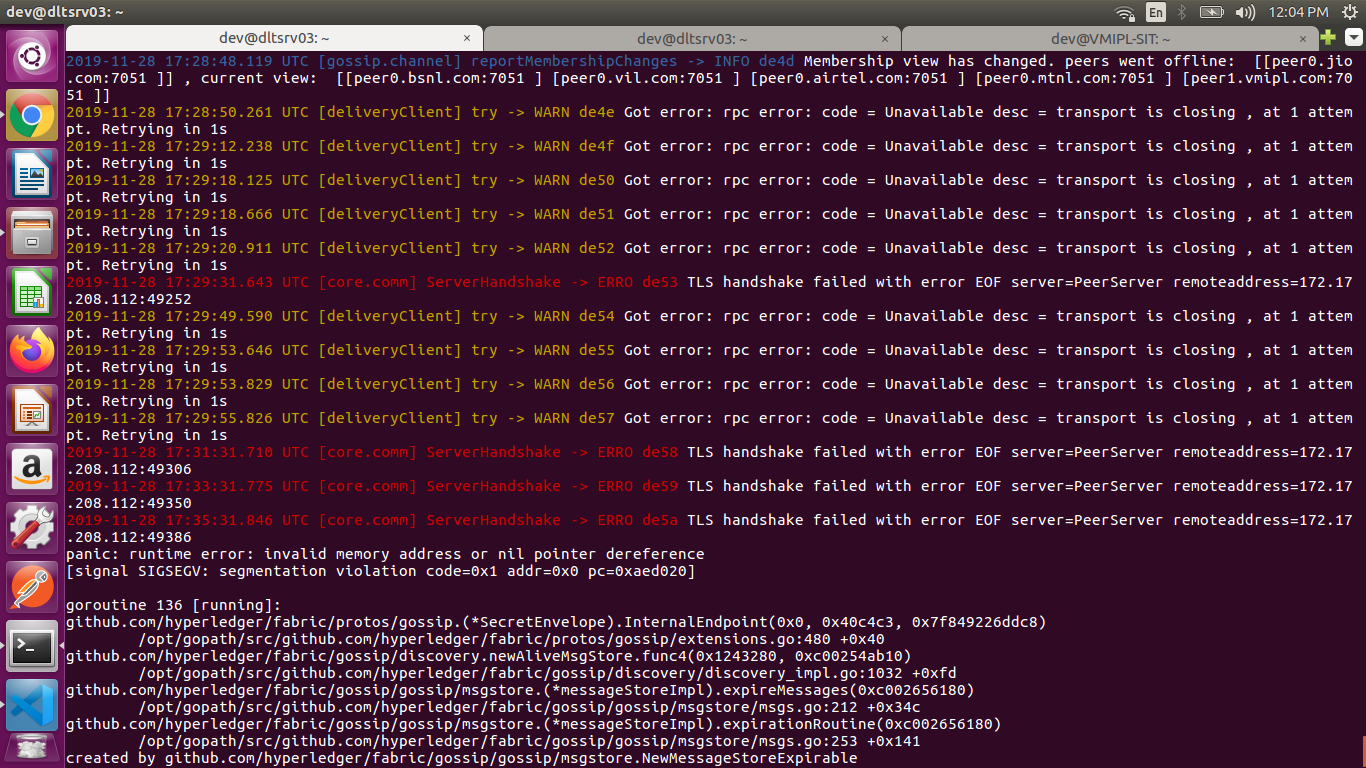 dev@dltsrv03: ~
En
12:04 PM
dev@dltsrv03: ~ ×
dev@dltsrv03: ~ ×
dev@VMIPL-SIT: ~ ×
2019-11-28 17:28:48.119 UTC [gossip.channel] reportMembershipChanges -> INFO de4d Membership view has changed. peers went offline:  [[peer0.jio
.com:7051 ]] , current view:  [[peer0.bsnl.com:7051 ] [peer0.vil.com:7051 ] [peer0.airtel.com:7051 ] [peer0.mtnl.com:7051 ] [peer1.vmipl.com:70
51 ]]
2019-11-28 17:28:50.261 UTC [deliveryClient] try -> WARN de4e Got error: rpc error: code = Unavailable desc = transport is closing , at 1 attem
pt. Retrying in 1s
2019-11-28 17:29:12.238 UTC [deliveryClient] try -> WARN de4f Got error: rpc error: code = Unavailable desc = transport is closing , at 1 attem
pt. Retrying in 1s
2019-11-28 17:29:18.125 UTC [deliveryClient] try -> WARN de50 Got error: rpc error: code = Unavailable desc = transport is closing , at 1 attem
pt. Retrying in 1s
2019-11-28 17:29:18.666 UTC [deliveryClient] try -> WARN de51 Got error: rpc error: code = Unavailable desc = transport is closing , at 1 attem
pt. Retrying in 1s
2019-11-28 17:29:20.911 UTC [deliveryClient] try -> WARN de52 Got error: rpc error: code = Unavailable desc = transport is closing , at 1 attem
pt. Retrying in 1s
2019-11-28 17:29:31.643 UTC [core.comm] ServerHandshake -> ERRO de53 TLS handshake failed with error EOF server=PeerServer remoteaddress=172.17
.208.112:49252
2019-11-28 17:29:49.590 UTC [deliveryClient] try -> WARN de54 Got error: rpc error: code = Unavailable desc = transport is closing , at 1 attem
pt. Retrying in 1s
2019-11-28 17:29:53.646 UTC [deliveryClient] try -> WARN de55 Got error: rpc error: code = Unavailable desc = transport is closing , at 1 attem
pt. Retrying in 1s
2019-11-28 17:29:53.829 UTC [deliveryClient] try -> WARN de56 Got error: rpc error: code = Unavailable desc = transport is closing , at 1 attem
pt. Retrying in 1s
2019-11-28 17:29:55.826 UTC [deliveryClient] try -> WARN de57 Got error: rpc error: code = Unavailable desc = transport is closing , at 1 attem
pt. Retrying in 1s
2019-11-28 17:31:31.710 UTC [core.comm] ServerHandshake -> ERRO de58 TLS handshake failed with error EOF server=PeerServer remoteaddress=172.17
.208.112:49306
2019-11-28 17:33:31.775 UTC [core.comm] ServerHandshake -> ERRO de59 TLS handshake failed with error EOF server=PeerServer remoteaddress=172.17
.208.112:49350
2019-11-28 17:35:31.846 UTC [core.comm] ServerHandshake -> ERRO de5a TLS handshake failed with error EOF server=PeerServer remoteaddress=172.17
.208.112:49386
panic: runtime error: invalid memory address or nil pointer dereference
[signal SIGSEGV: segmentation violation code=0x1 addr=0x0 pc=0xaed020]
goroutine 136 [running]:
github.com/hyperledger/fabric/protos/gossip.(*SecretEnvelope).InternalEndpoint(0x0, 0x40c4c3, 0x7f849226ddc8)
/opt/gopath/src/github.com/hyperledger/fabric/protos/gossip/extensions.go:480 +0x40
github.com/hyperledger/fabric/gossip/discovery.newAliveMsgStore.func4(0x1243280, 0xc00254ab10)
/opt/gopath/src/github.com/hyperledger/fabric/gossip/discovery/discovery_impl.go:1032 +0xfd
github.com/hyperledger/fabric/gossip/gossip/msgstore.(*messageStoreImpl).expireMessages(0xc002656180)
/opt/gopath/src/github.com/hyperledger/fabric/gossip/gossip/msgstore/msgs.go:212 +0x34c
github.com/hyperledger/fabric/gossip/gossip/msgstore.(*messageStoreImpl).expirationRoutine(0xc002656180)
/opt/gopath/src/github.com/hyperledger/fabric/gossip/gossip/msgstore/msgs.go:253 +0x141
created by github.com/hyperledger/fabric/gossip/gossip/msgstore.NewMessageStoreExpirable